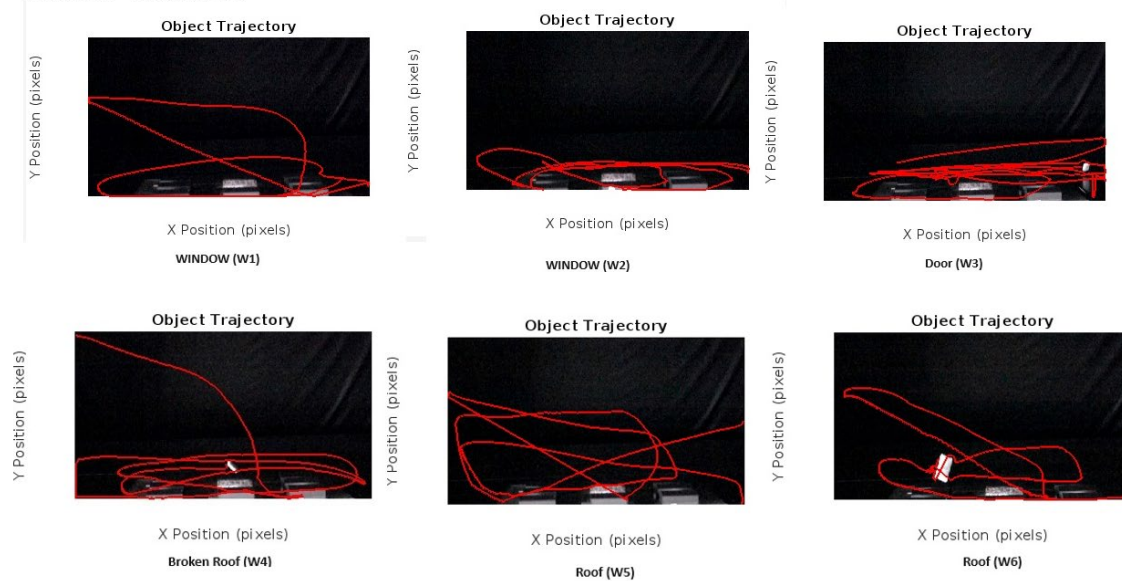 Object Trajectory
Y Position (pixels)
X Position (pixels)
WINDOW (W1)
Object Trajectory
Y Position (pixels)
X Position (pixels)
WINDOW (W2)
Object Trajectory
Y Position (pixels)
X Position (pixels)
Door (W3)
Object Trajectory
Y Position (pixels)
X Position (pixels)
Broken Roof (W4)
Object Trajectory
Y Position (pixels)
X Position (pixels)
Roof (W5)
Object Trajectory
Y Position (pixels)
X Position (pixels)
Roof (W6)